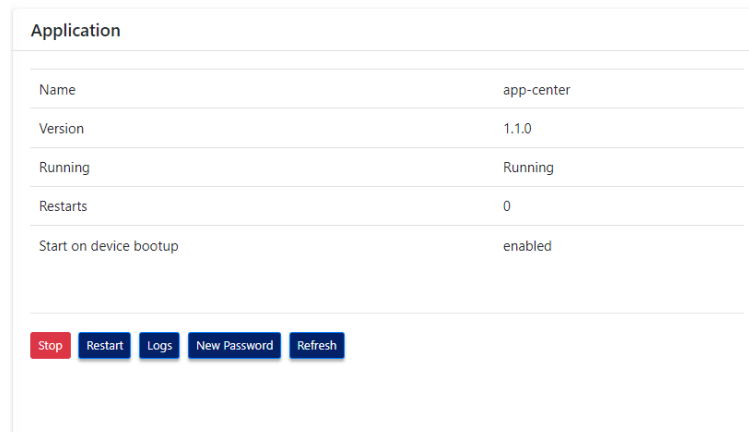 Application
Name app-center
Version 1.1.0
Running Running
Restarts 0
Start on device bootup enabled
Stop Restart Logs New Password Refresh